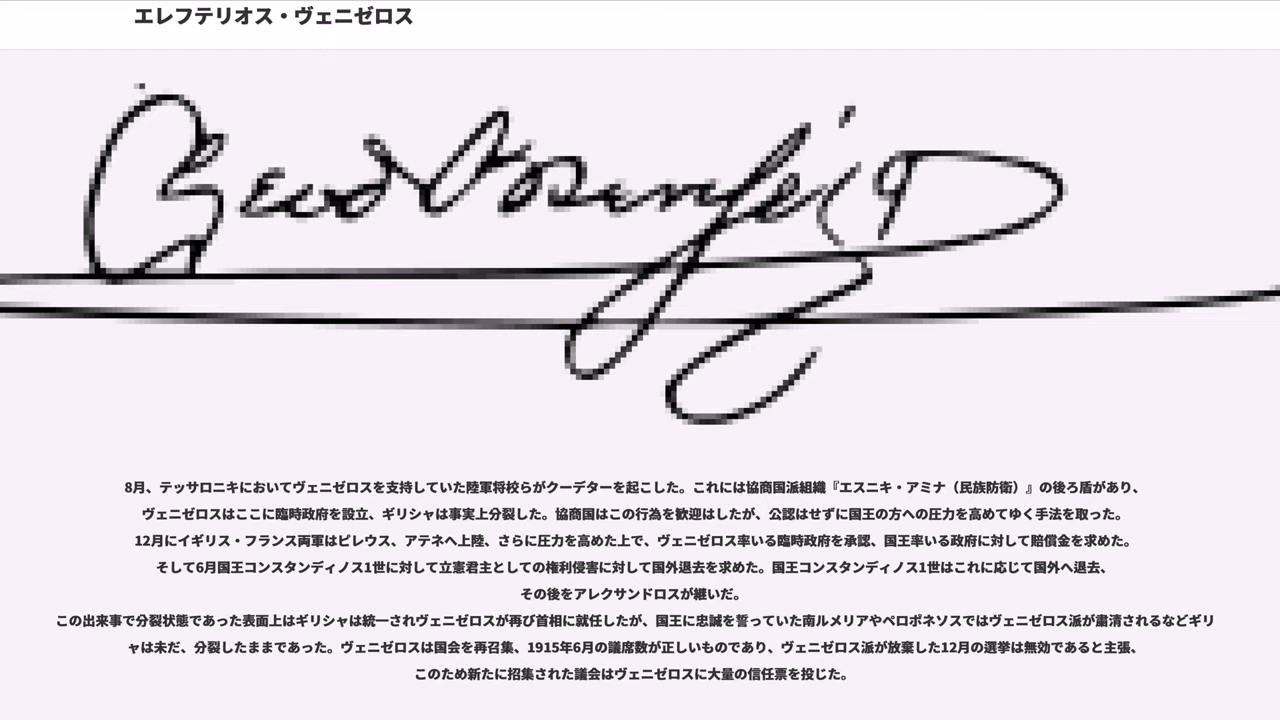 エレフテリオス・ヴェニゼロス
8月、テッサロニキにおいてヴェニゼロスを支持していた陸軍将校らがクーデターを起こした。これには協商国派組織『エスニキ・アミナ（民族防衛）』の後ろ盾があり、
ヴェニゼロスはここに臨時政府を設立、ギリシャは事実上分裂した。協商国はこの行為を歓迎はしたが、公認はせずに国王の方への圧力を高めてゆく手法を取った。
12月にイギリス・フランス両軍はピレウス、アテネへ上陸、さらに圧力を高めた上で、ヴェニゼロス率いる臨時政府を承認、国王率いる政府に対して賠償金を求めた。
そして6月国王コンスタンディノス1世に対して立憲君主としての権利侵害に対して国外退去を求めた。国王コンスタンディノス1世はこれに応じて国外へ退去、
その後をアレクサンドロスが継いだ。
この出来事で分裂状態であった表面上はギリシャは統一されヴェニゼロスが再び首相に就任したが、国王に忠誠を誓っていた南ルメリアやペロポネソスではヴェニゼロス派が粛清されるなどギリ
ャは未だ、分裂したままであった。ヴェニゼロスは国会を再召集、1915年6月の議席数が正しいものであり、ヴェニゼロス派が放棄した12月の選挙は無効であると主張、
このため新たに招集された議会はヴェニゼロスに大量の信任票を投じた。